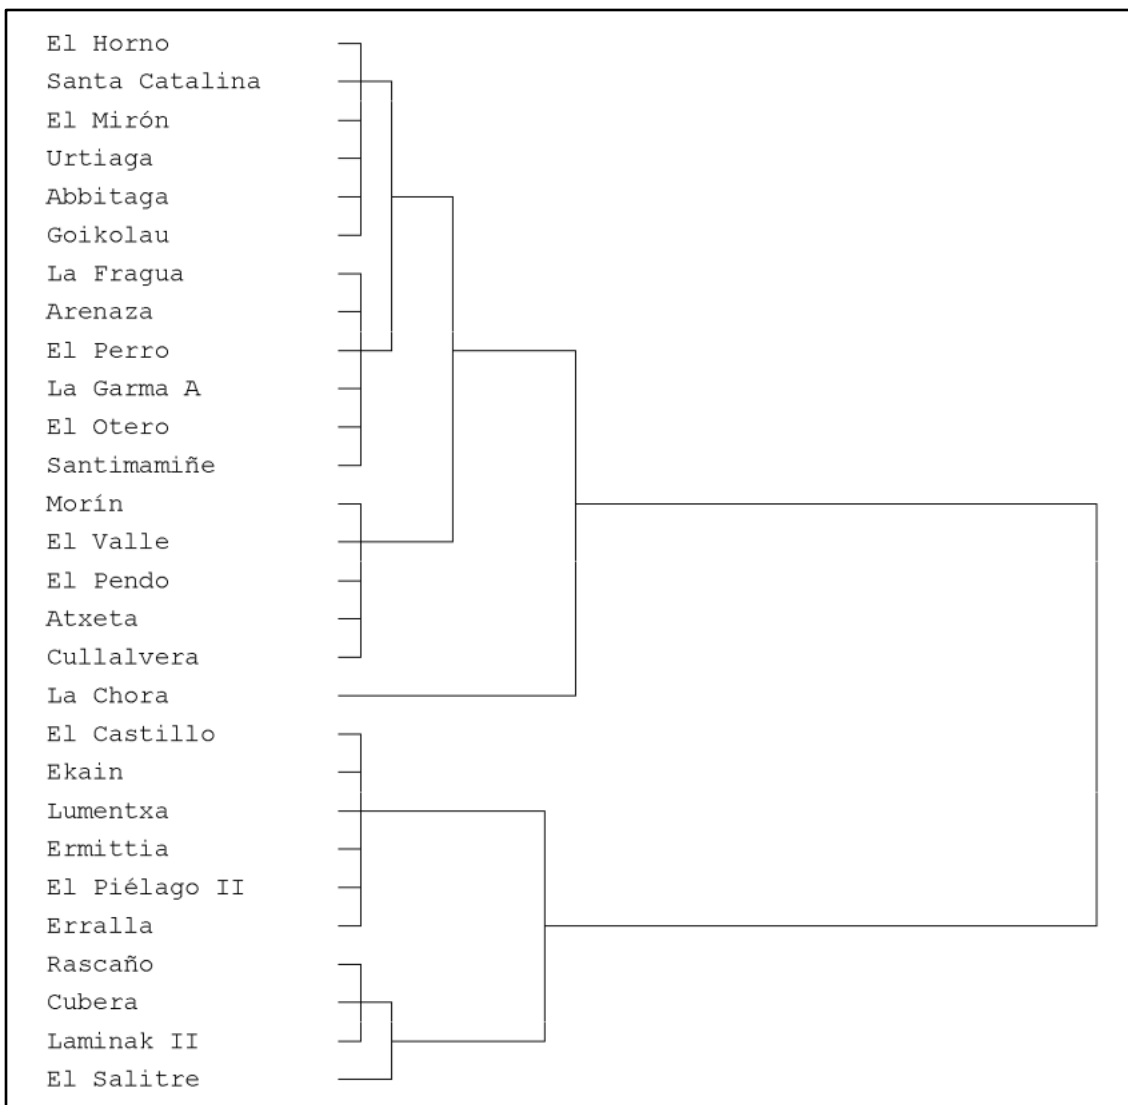 El Horno
Santa Catalina
El Mirón
Urtiaga
Abbitaga
Goikolau
La Fragua
Arenaza
El Perro
La Garma A
El Otero
Santimamiñe
Morín
El Valle
El Pendo
Atxeta
Cullalvera
La Chora
El Castillo
Ekain
Lumentxa
Ermittia
El Piélago II
Erralla
Rascaño
Cubera
Laminak II
El Salitre